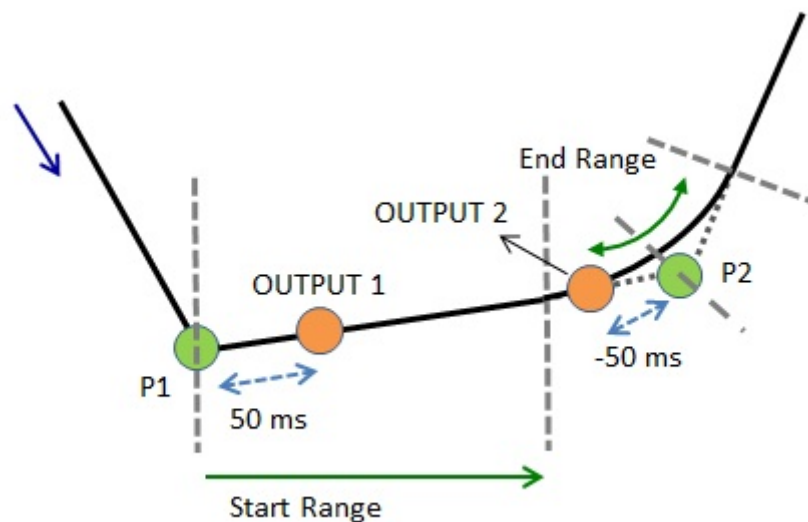 End Range
OUTPUT 2
OUTPUT 1
P2
P1
-50 ms
50 ms
Start Range